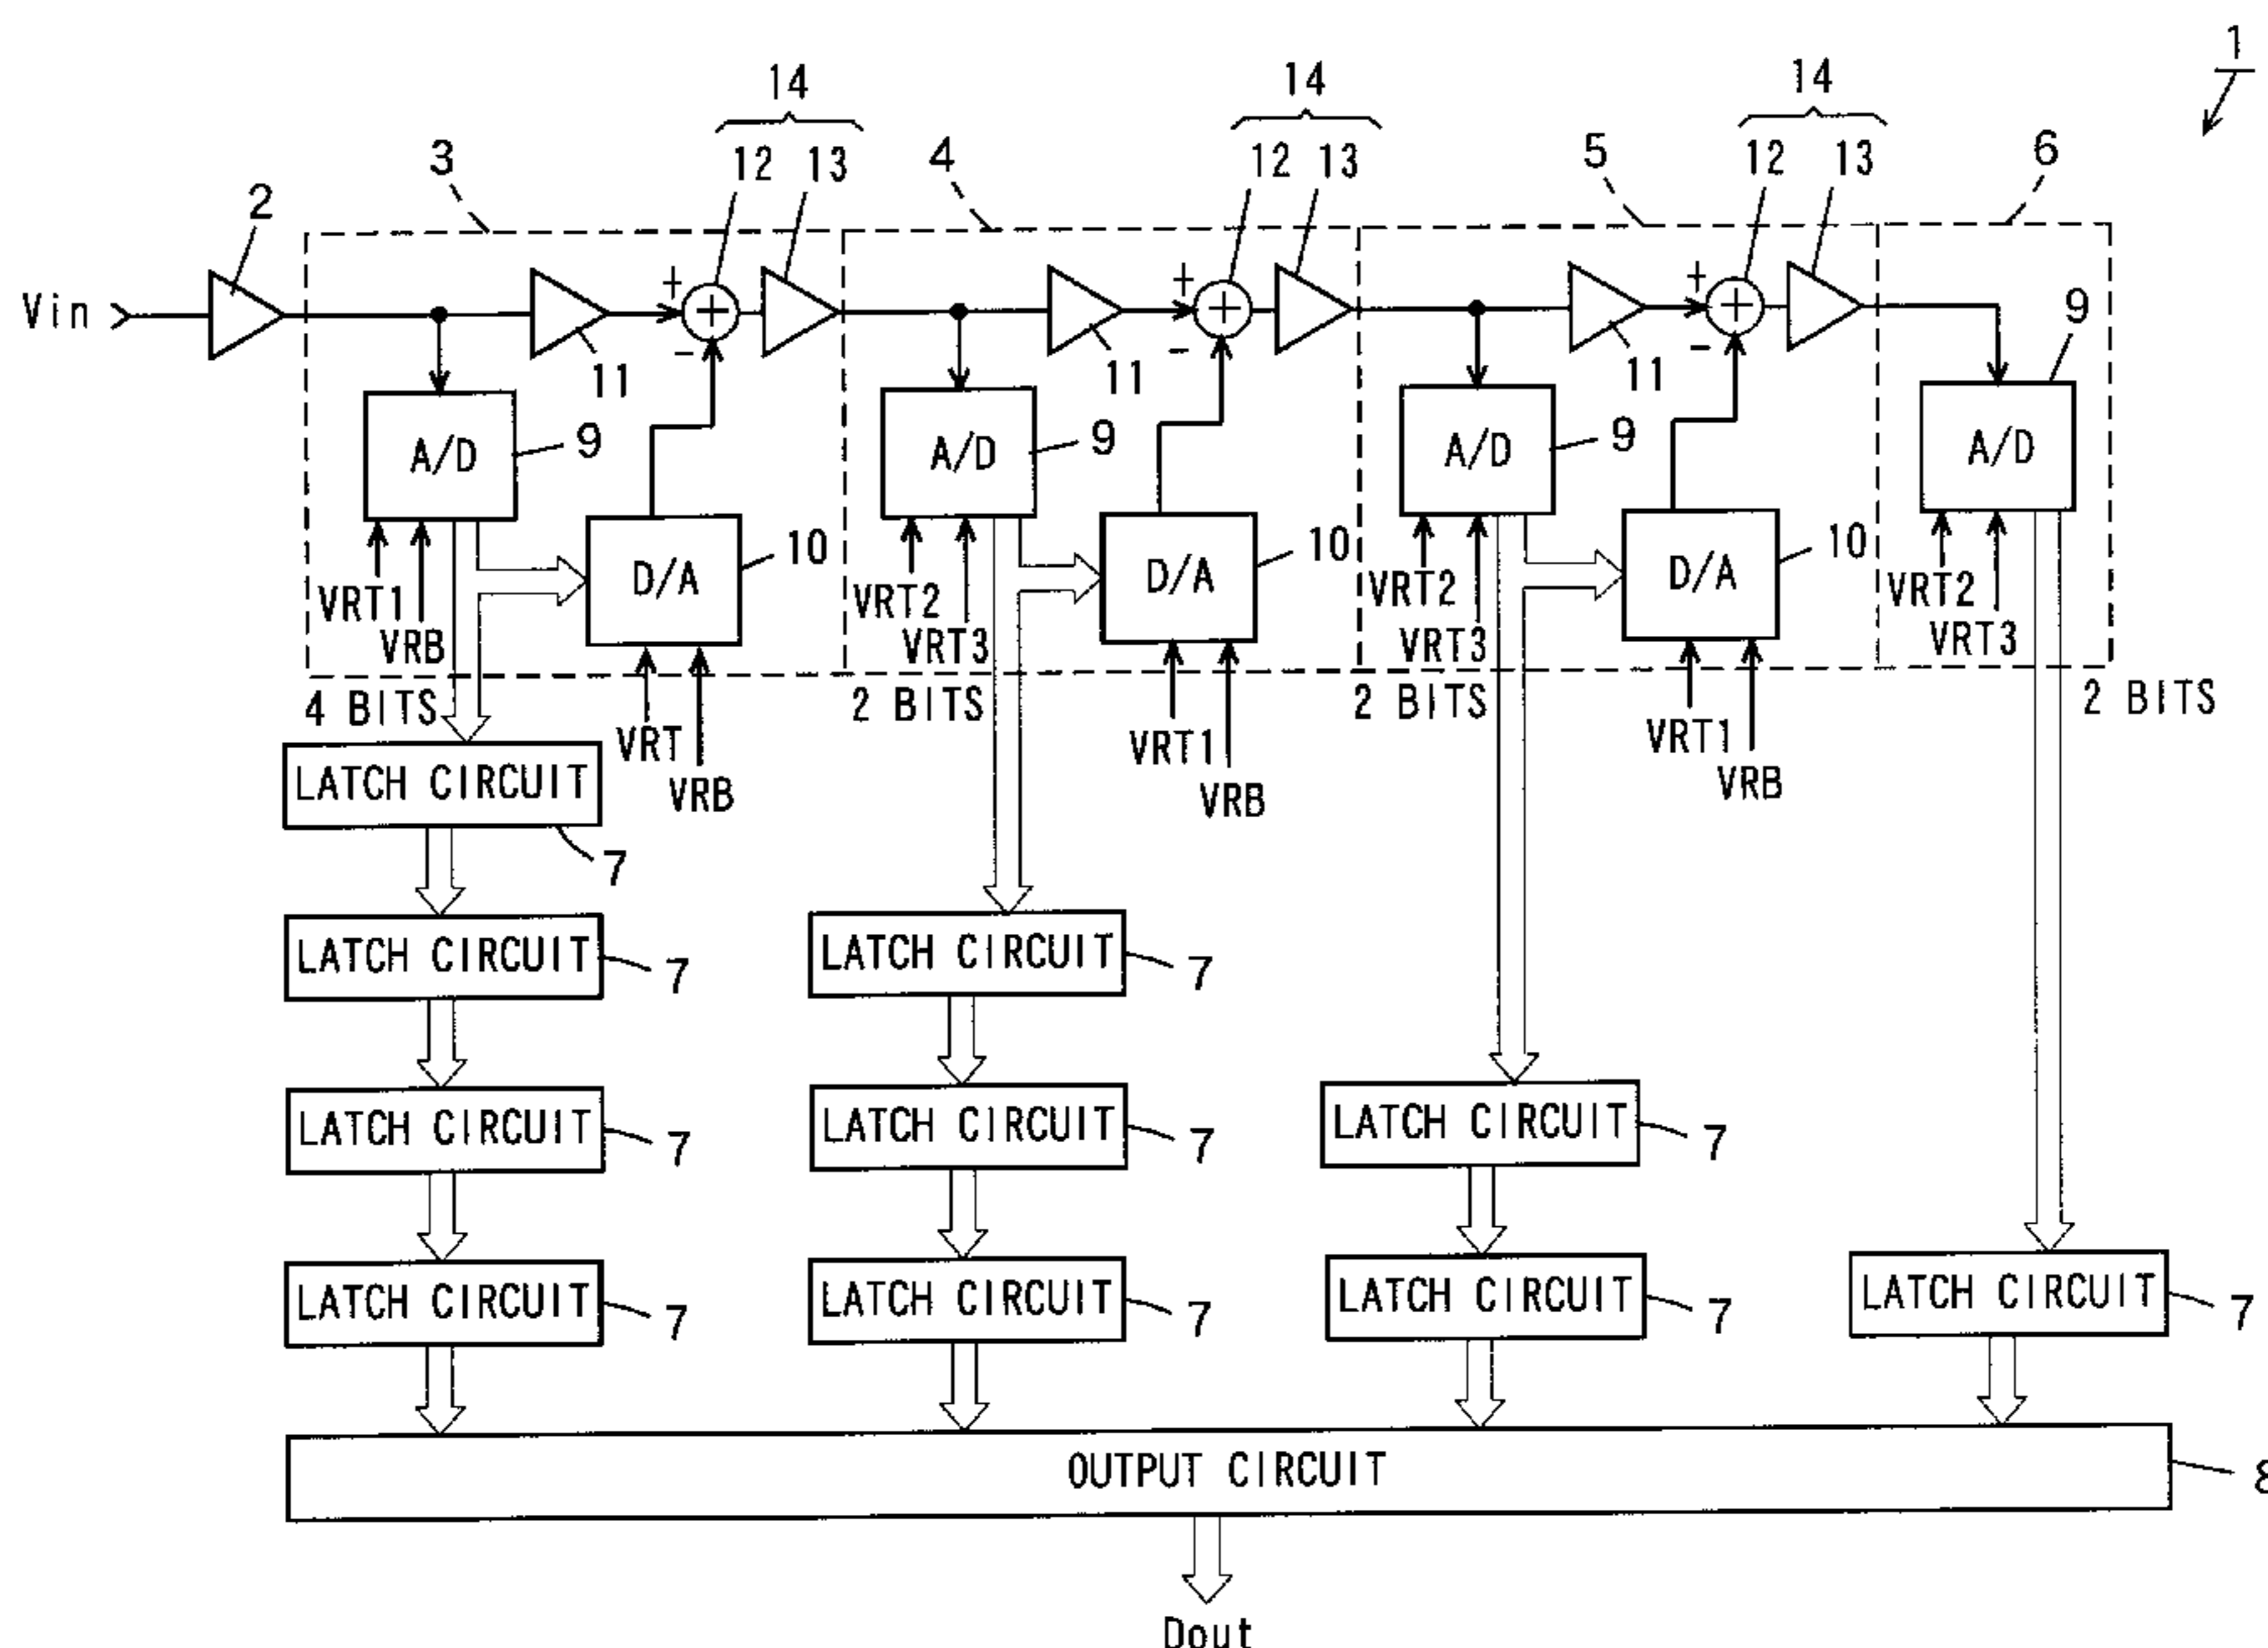 1
14 14 14
3 12 13 4 12 13 5 12 13 6
2
Vin + + + 9
- - -
11 11 11
A/D 9 A/D 9 A/D 9 A/D
D/A 10 D/A 10 D/A 10
VRT1 VRT2 VRT2 VRT2
VRB VRT3 VRT3 VRT3
4 BITS 2 BITS 2 BITS 2 BITS
VRT VRT1 VRT1
VRB VRB VRB
LATCH CIRCUIT
7
LATCH CIRCUIT 7 LATCH CIRCUIT 7
LATCH CIRCUIT 7 LATCH CIRCUIT 7 LATCH CIRCUIT 7
LATCH CIRCUIT 7 LATCH CIRCUIT 7 LATCH CIRCUIT 7 LATCH CIRCUIT 7
OUTPUT CIRCUIT 8
Dout